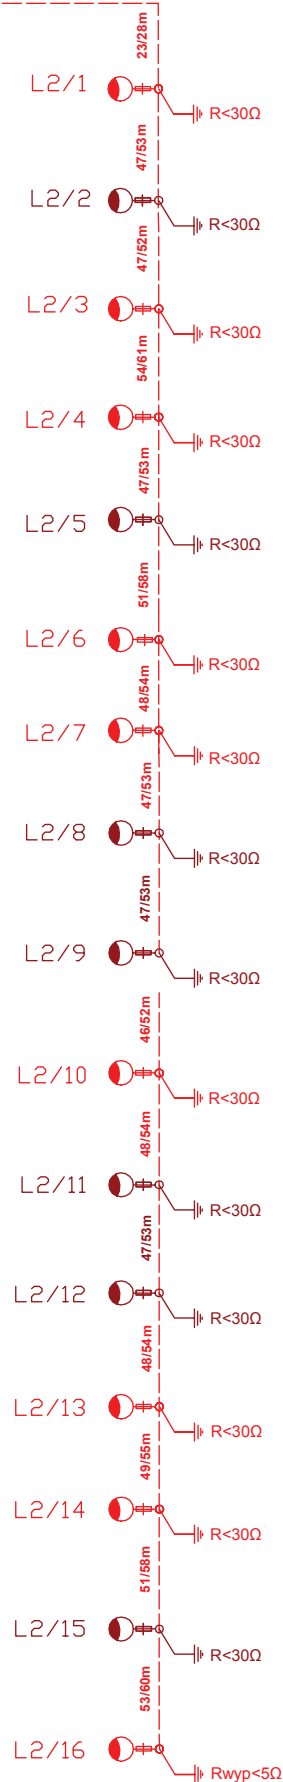 23/28m
L2/1
R<30Ω
47/53m
L2/2
R<30Ω
47/52m
L2/3
R<30Ω
54/61m
L2/4
R<30Ω
47/53m
L2/5
R<30Ω
51/58m
L2/6
R<30Ω
48/54m
L2/7
R<30Ω
47/53m
L2/8
R<30Ω
47/53m
L2/9
R<30Ω
46/52m
L2/10
R<30Ω
48/54m
L2/11
R<30Ω
47/53m
L2/12
R<30Ω
48/54m
L2/13
R<30Ω
49/55m
L2/14
R<30Ω
51/58m
L2/15
R<30Ω
53/60m
L2/16
Rwyp<5Ω